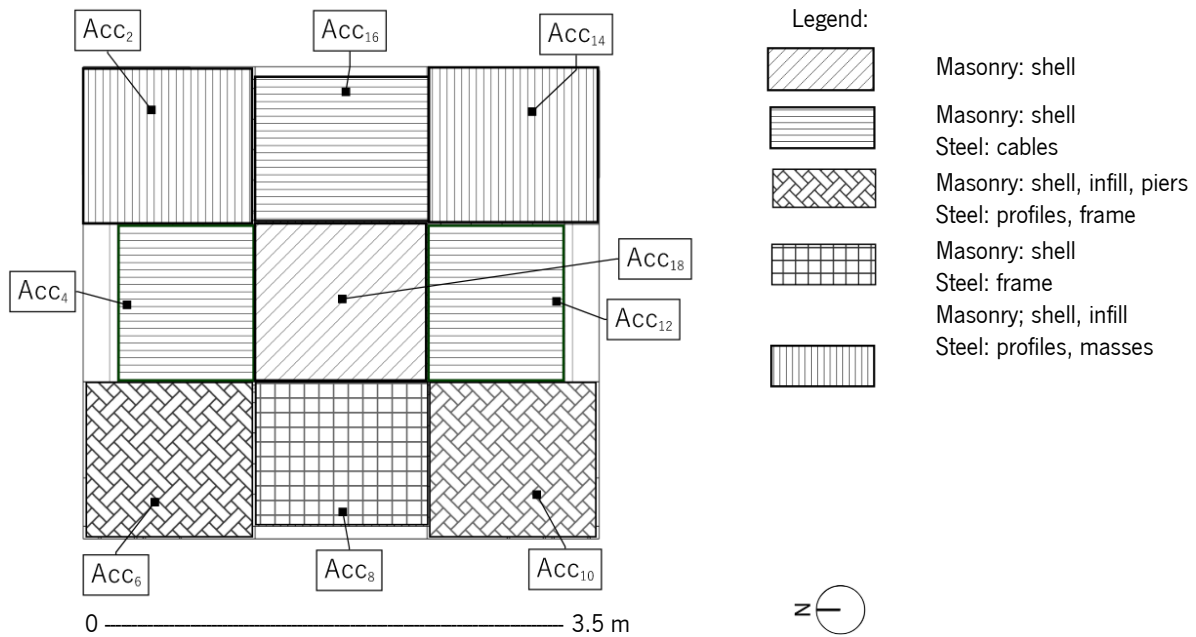 Acc₂
Acc₁₆
Acc₁₄
Acc₄
Acc₁₈
Acc₁₂
Acc₆
Acc₈
Acc₁₀
0
3.5 m
Legend:
Masonry: shell
Masonry: shell
Steel: cables
Masonry: shell, infill, piers
Steel: profiles, frame
Masonry: shell
Steel: frame
Masonry; shell, infill
Steel: profiles, masses
N